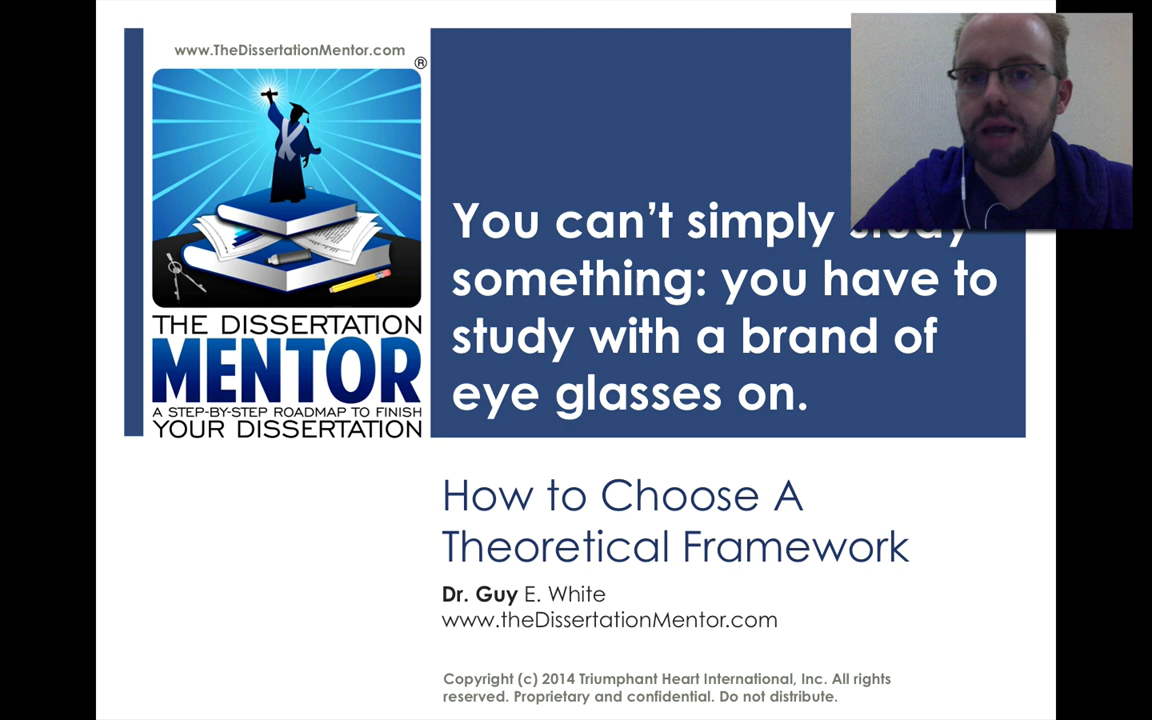 www.TheDissertationMentor.com
®
THE DISSERTATION
MENTOR
A STEP-BY-STEP ROADMAP TO FINISH
YOUR DISSERTATION
You can’t simply study
something: you have to
study with a brand of
eye glasses on.
How to Choose A
Theoretical Framework
Dr. Guy E. White
www.theDissertationMentor.com
Copyright (c) 2014 Triumphant Heart International, Inc. All rights
reserved. Proprietary and confidential. Do not distribute.